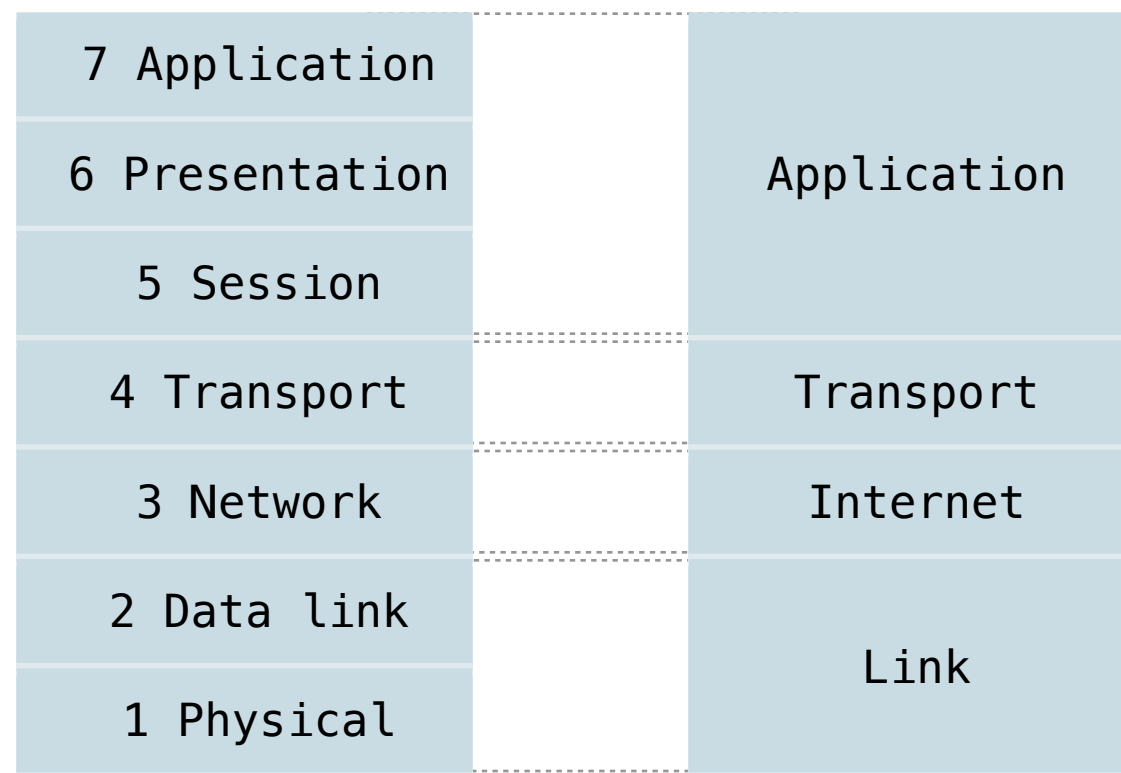 7 Application
6 Presentation
5 Session
4 Transport
3 Network
2 Data link
1 Physical
Application
Transport
Internet
Link